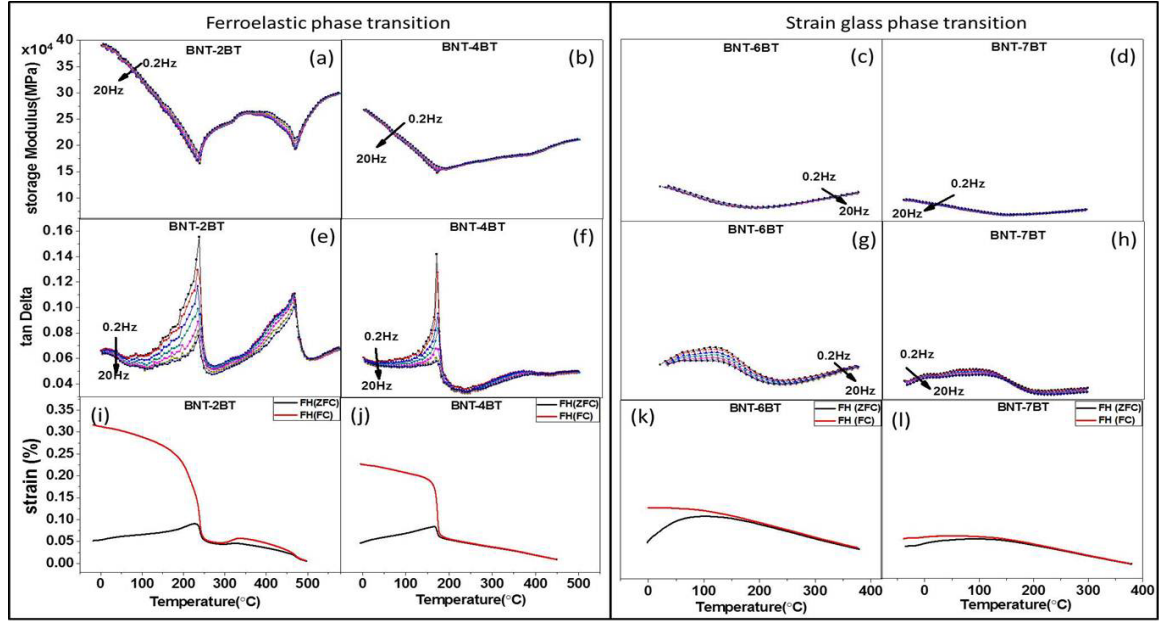 Ferroelastic phase transition
Strain glass phase transition
x10⁴
storage Modulus(MPa)
40
35
30
25
20
15
10
BNT-2BT
(a)
0.2Hz
20Hz
BNT-4BT
(b)
0.2Hz
20Hz
BNT-6BT
(c)
0.2Hz
20Hz
BNT-7BT
(d)
0.2Hz
20Hz
tan Delta
0.16
0.14
0.12
0.10
0.08
0.06
0.04
BNT-2BT
(e)
0.2Hz
20Hz
BNT-4BT
(f)
0.2Hz
20Hz
BNT-6BT
(g)
0.2Hz
20Hz
BNT-7BT
(h)
0.2Hz
20Hz
strain (%)
0.35
0.30
0.25
0.20
0.15
0.10
0.05
0.00
(i)
BNT-2BT
FH(ZFC)
FH(FC)
(j)
BNT-4BT
FH(ZFC)
FH(FC)
(k)
BNT-6BT
FH (ZFC)
FH (FC)
(l)
BNT-7BT
FH (ZFC)
FH (FC)
0 100 200 300 400 500
Temperature(°C)
0 100 200 300 400 500
Temperature(°C)
0 100 200 300 400
Temperature(°C)
0 100 200 300 400
Temperature(°C)